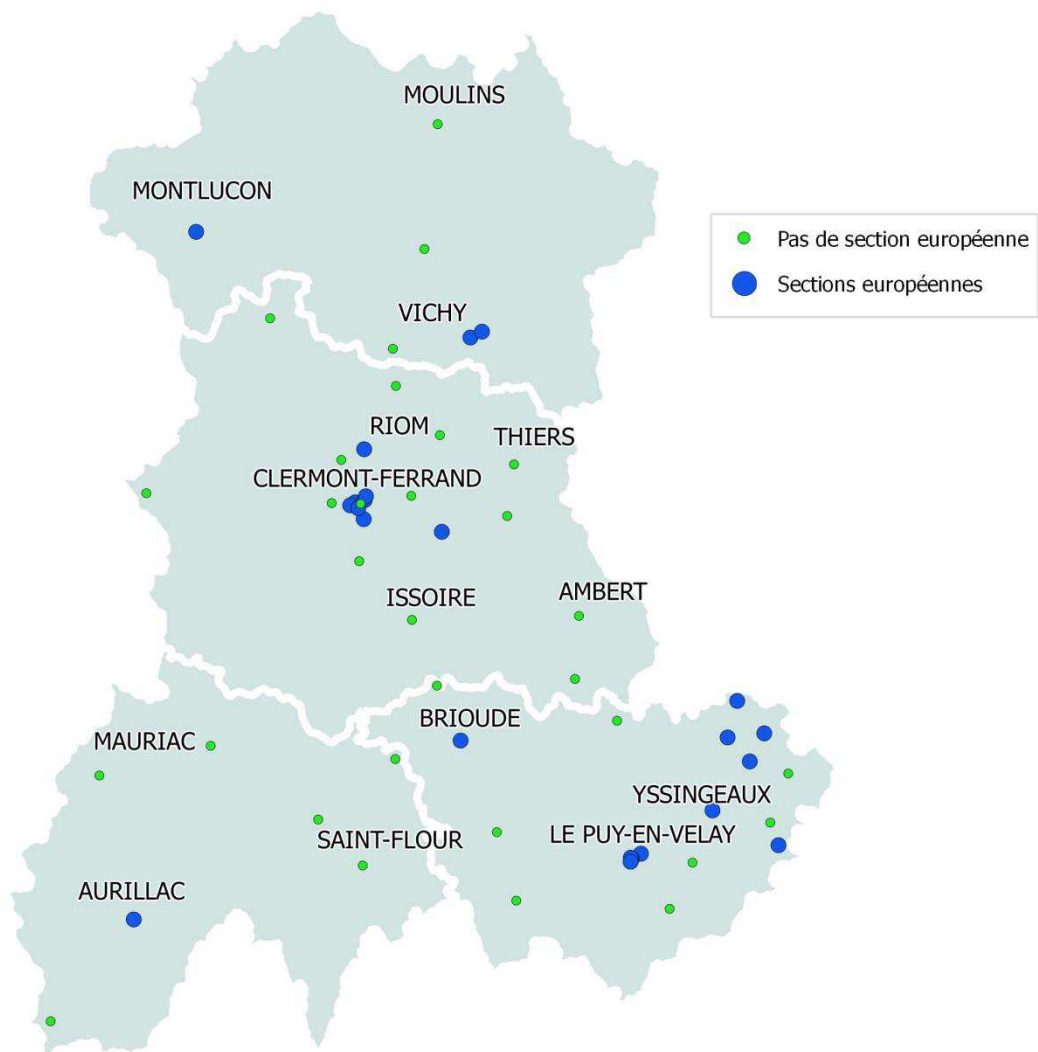 MOULINS
MONTLUCON
Pas de section européenne
Sections européennes
VICHY
RIOM
THIERS
CLERMONT-FERRAND
ISSOIRE
AMBERT
BRIOUDE
MAURIAC
YSSINGEAUX
SAINT-FLOUR
LE PUY-EN-VELAY
AURILLAC